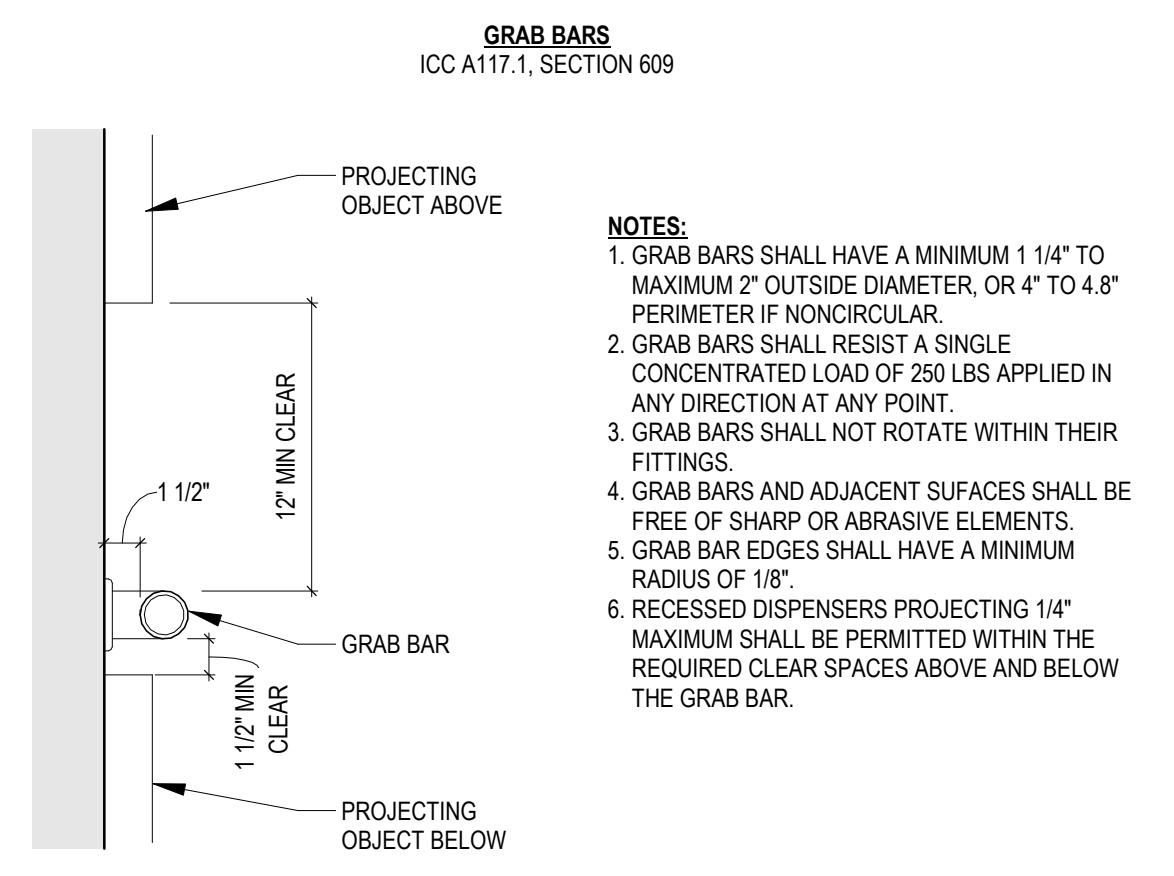 GRAB BARS
ICC A117.1, SECTION 609
PROJECTING
OBJECT ABOVE
12" MIN CLEAR
1 1/2"
GRAB BAR
1 1/2" MIN
CLEAR
PROJECTING
OBJECT BELOW
NOTES:
1. GRAB BARS SHALL HAVE A MINIMUM 1 1/4" TO
MAXIMUM 2" OUTSIDE DIAMETER, OR 4" TO 4.8"
PERIMETER IF NONCIRCULAR.
2. GRAB BARS SHALL RESIST A SINGLE
CONCENTRATED LOAD OF 250 LBS APPLIED IN
ANY DIRECTION AT ANY POINT.
3. GRAB BARS SHALL NOT ROTATE WITHIN THEIR
FITTINGS.
4. GRAB BARS AND ADJACENT SUFACES SHALL BE
FREE OF SHARP OR ABRASIVE ELEMENTS.
5. GRAB BAR EDGES SHALL HAVE A MINIMUM
RADIUS OF 1/8".
6. RECESSED DISPENSERS PROJECTING 1/4"
MAXIMUM SHALL BE PERMITTED WITHIN THE
REQUIRED CLEAR SPACES ABOVE AND BELOW
THE GRAB BAR.